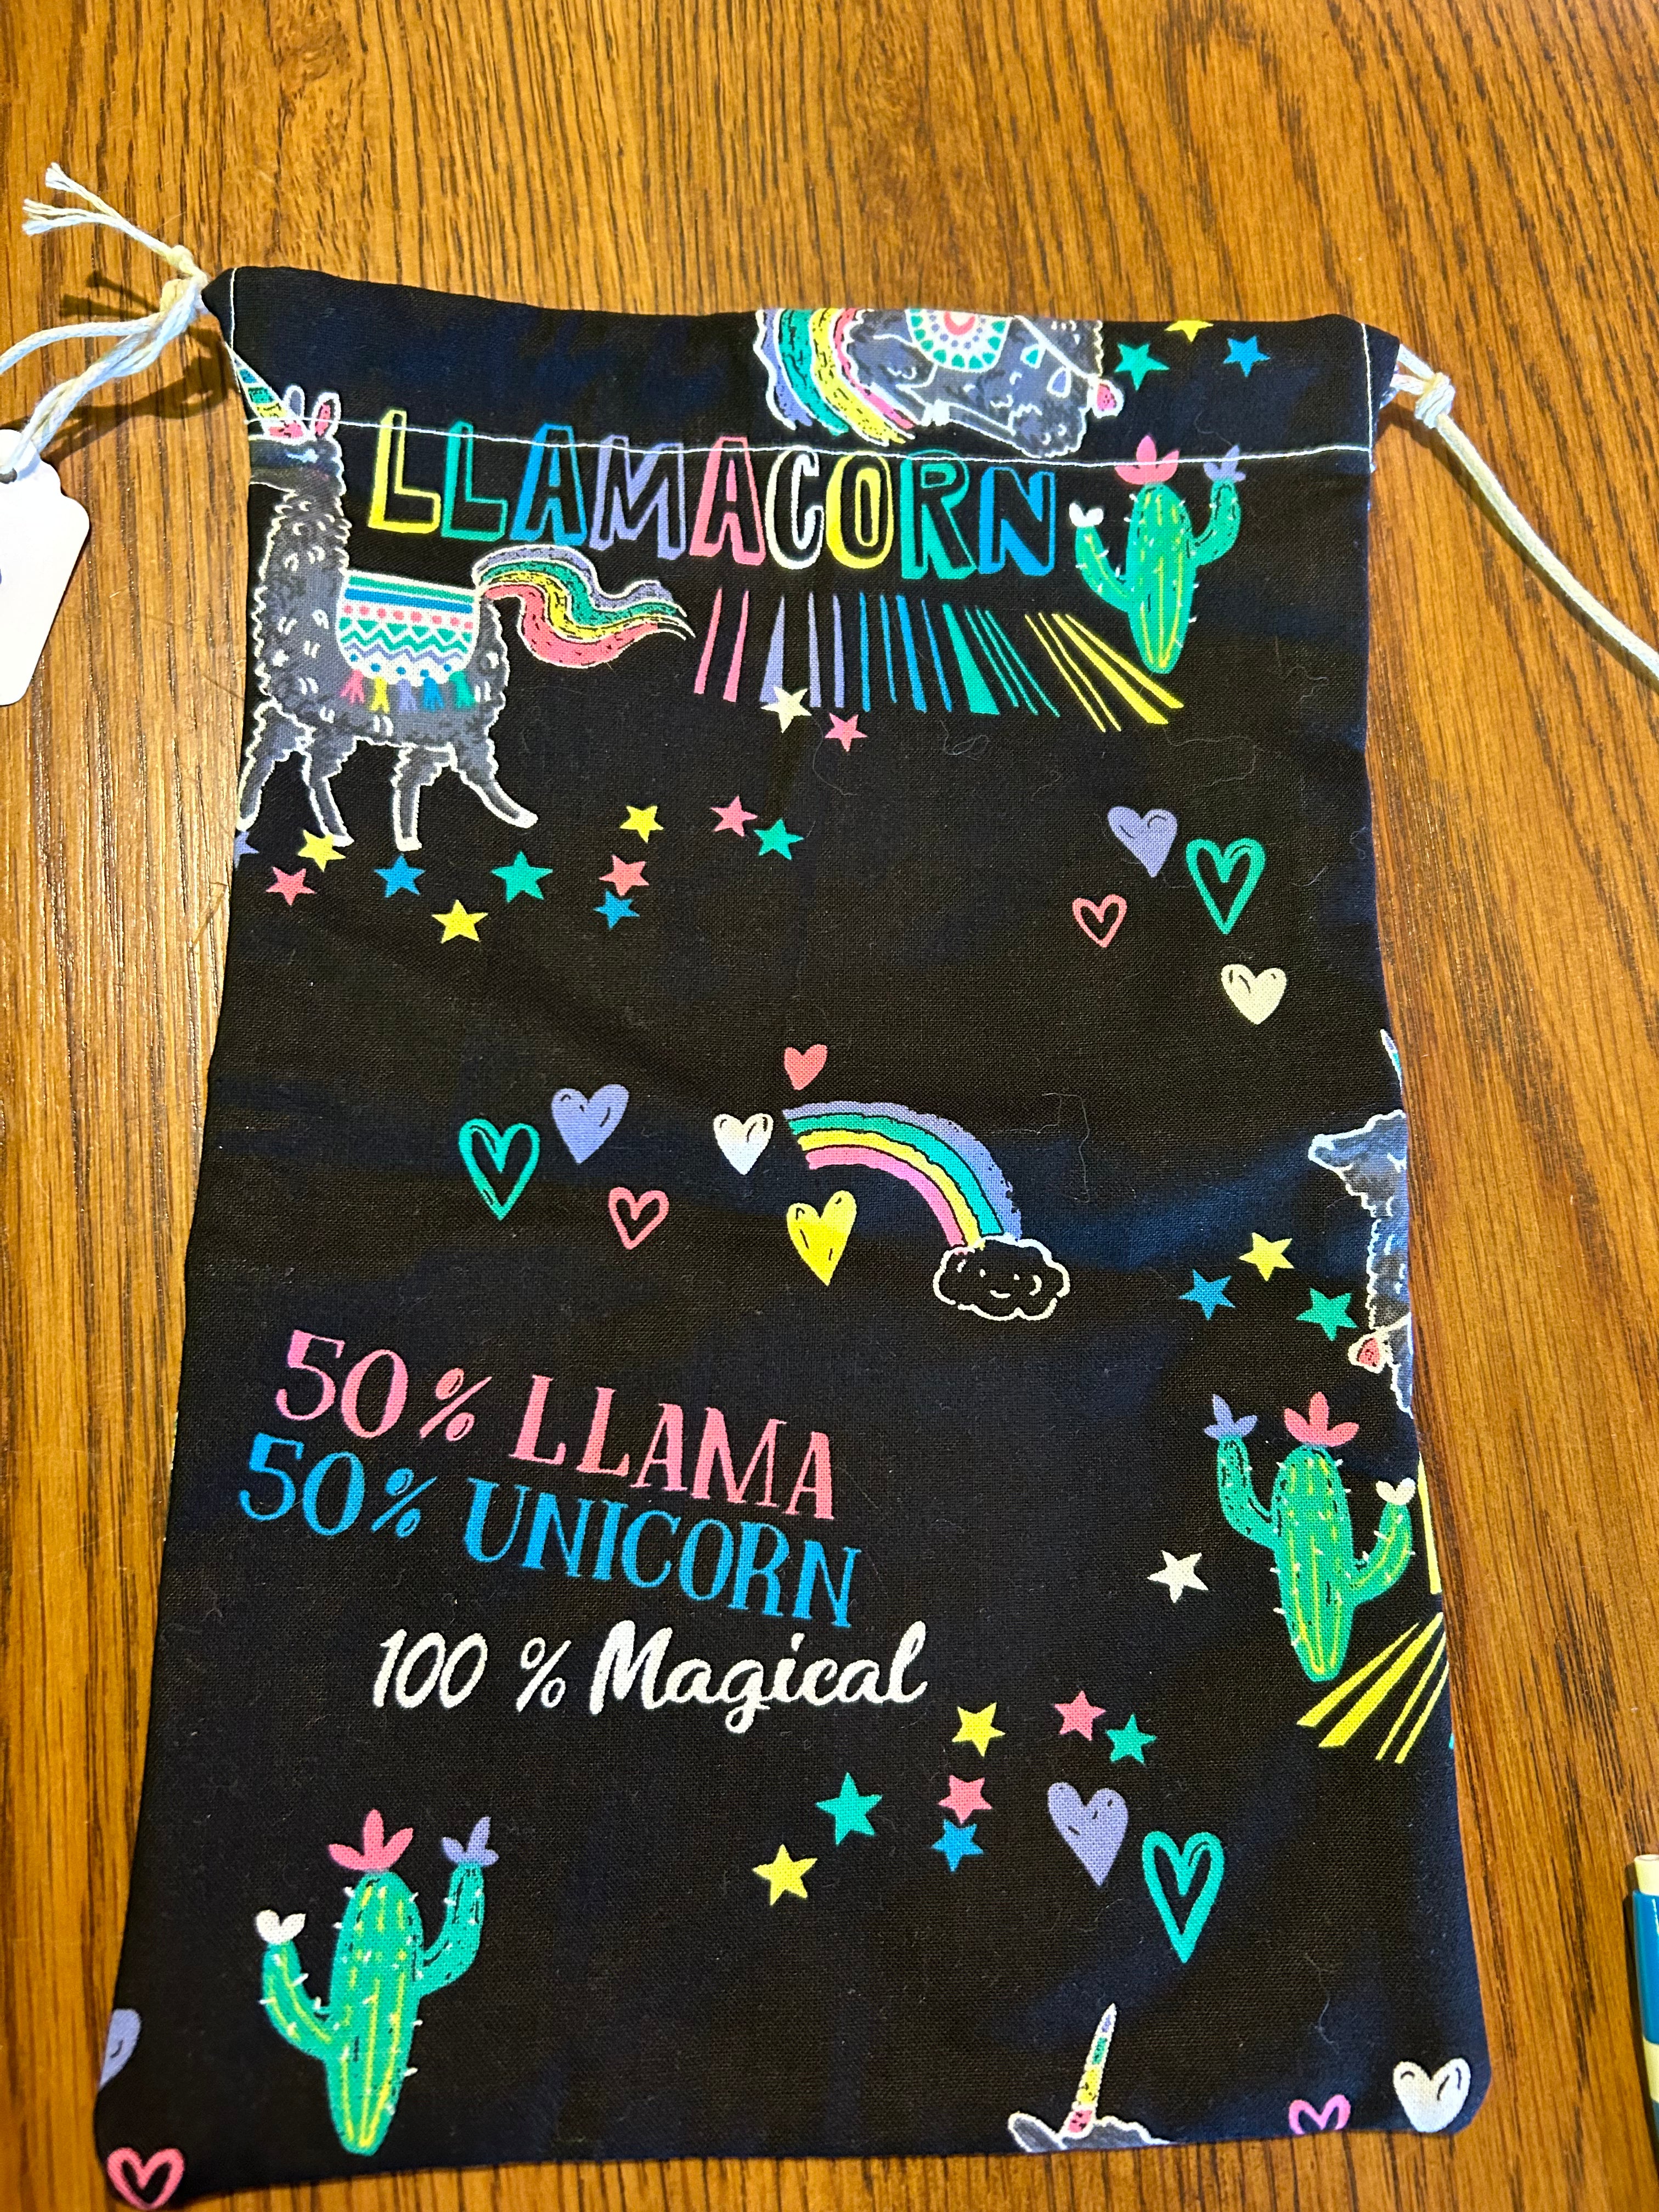 LLAMACORN
50% LLAMA
50% UNICORN
100 % Magical